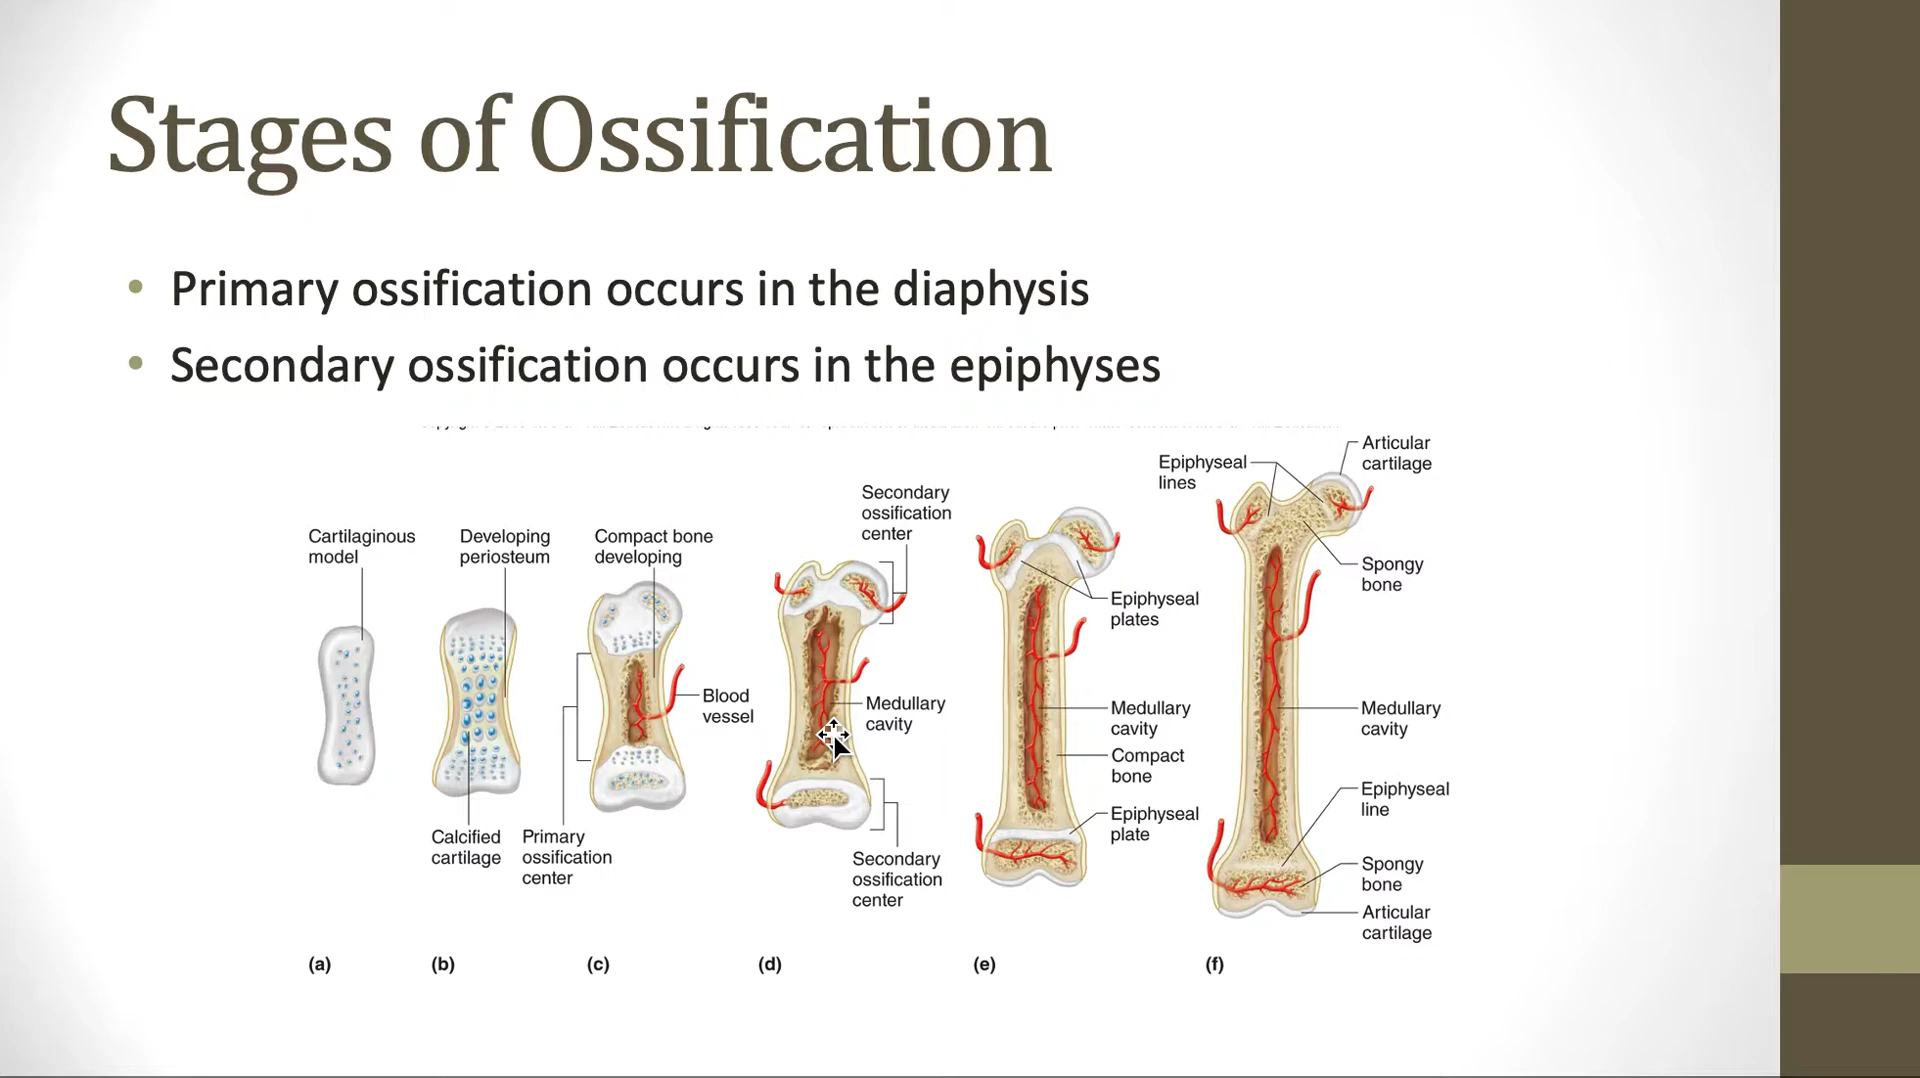 Stages of Ossification
• Primary ossification occurs in the diaphysis
• Secondary ossification occurs in the epiphyses
Cartilaginous
model
Developing
periosteum
Calcified
cartilage
Compact bone
developing
Blood
vessel
Primary
ossification
center
Secondary
ossification
center
Medullary
cavity
Secondary
ossification
center
Epiphyseal
plates
Medullary
cavity
Compact
bone
Epiphyseal
plate
Epiphyseal
lines
Articular
cartilage
Spongy
bone
Medullary
cavity
Epiphyseal
line
Spongy
bone
Articular
cartilage
(a)
(b)
(c)
(d)
(e)
(f)